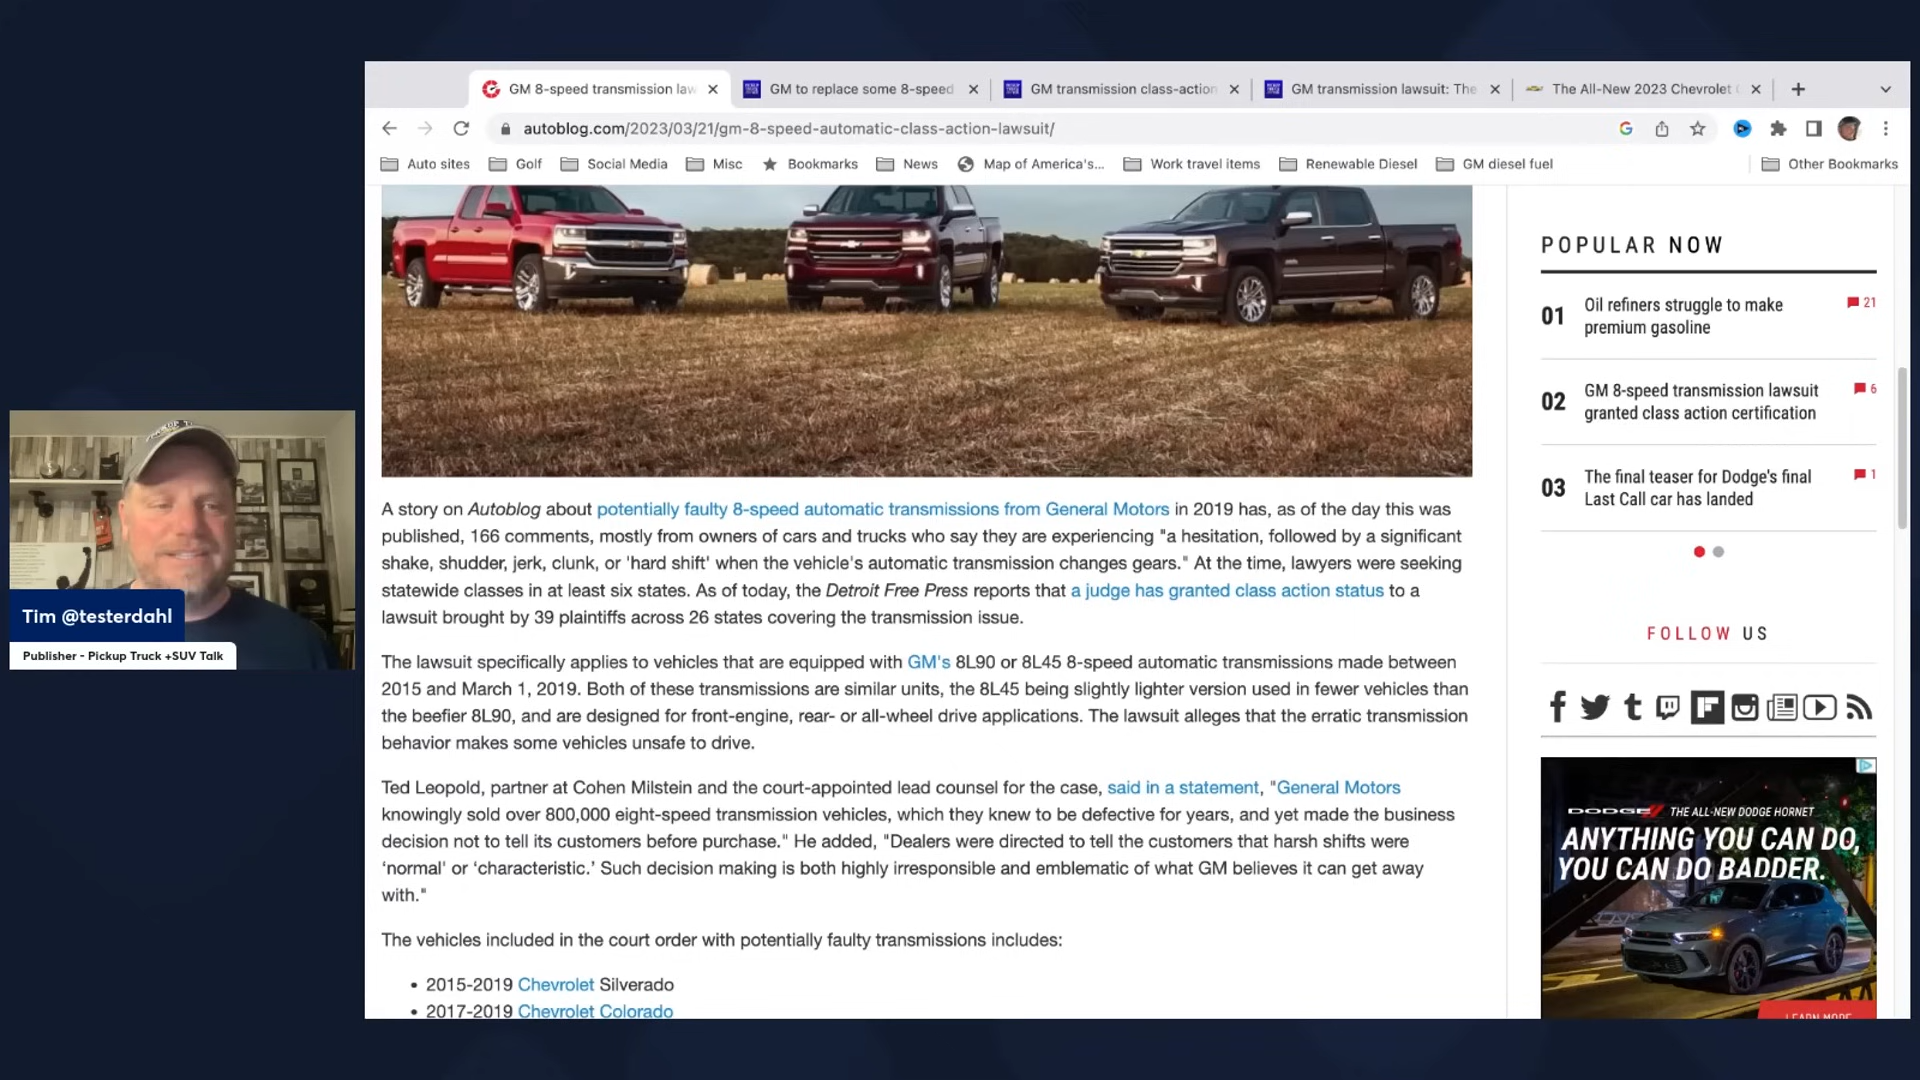 GM 8-speed transmission law
GM to replace some 8-speed
GM transmission class-action
GM transmission lawsuit: The
The All-New 2023 Chevrolet C
autoblog.com/2023/03/21/gm-8-speed-automatic-class-action-lawsuit/
Auto sites
Golf
Social Media
Misc
Bookmarks
News
Map of America's...
Work travel items
Renewable Diesel
GM diesel fuel
Other Bookmarks
A story on Autoblog about potentially faulty 8-speed automatic transmissions from General Motors in 2019 has, as of the day this was
published, 166 comments, mostly from owners of cars and trucks who say they are experiencing "a hesitation, followed by a significant
shake, shudder, jerk, clunk, or 'hard shift' when the vehicle's automatic transmission changes gears." At the time, lawyers were seeking
statewide classes in at least six states. As of today, the Detroit Free Press reports that a judge has granted class action status to a
lawsuit brought by 39 plaintiffs across 26 states covering the transmission issue.
The lawsuit specifically applies to vehicles that are equipped with GM's 8L90 or 8L45 8-speed automatic transmissions made between
2015 and March 1, 2019. Both of these transmissions are similar units, the 8L45 being slightly lighter version used in fewer vehicles than
the beefier 8L90, and are designed for front-engine, rear- or all-wheel drive applications. The lawsuit alleges that the erratic transmission
behavior makes some vehicles unsafe to drive.
Ted Leopold, partner at Cohen Milstein and the court-appointed lead counsel for the case, said in a statement, "General Motors
knowingly sold over 800,000 eight-speed transmission vehicles, which they knew to be defective for years, and yet made the business
decision not to tell its customers before purchase." He added, "Dealers were directed to tell the customers that harsh shifts were
‘normal’ or ‘characteristic.’ Such decision making is both highly irresponsible and emblematic of what GM believes it can get away
with."
The vehicles included in the court order with potentially faulty transmissions includes:
• 2015-2019 Chevrolet Silverado
• 2017-2019 Chevrolet Colorado
POPULAR NOW
01 Oil refiners struggle to make 21
premium gasoline
02 GM 8-speed transmission lawsuit 6
granted class action certification
03 The final teaser for Dodge's final 1
Last Call car has landed
FOLLOW US
DODGE THE ALL-NEW DODGE HORNET
ANYTHING YOU CAN DO,
YOU CAN DO BADDER.
LEARN MORE
Tim @testerdahl
Publisher - Pickup Truck +SUV Talk